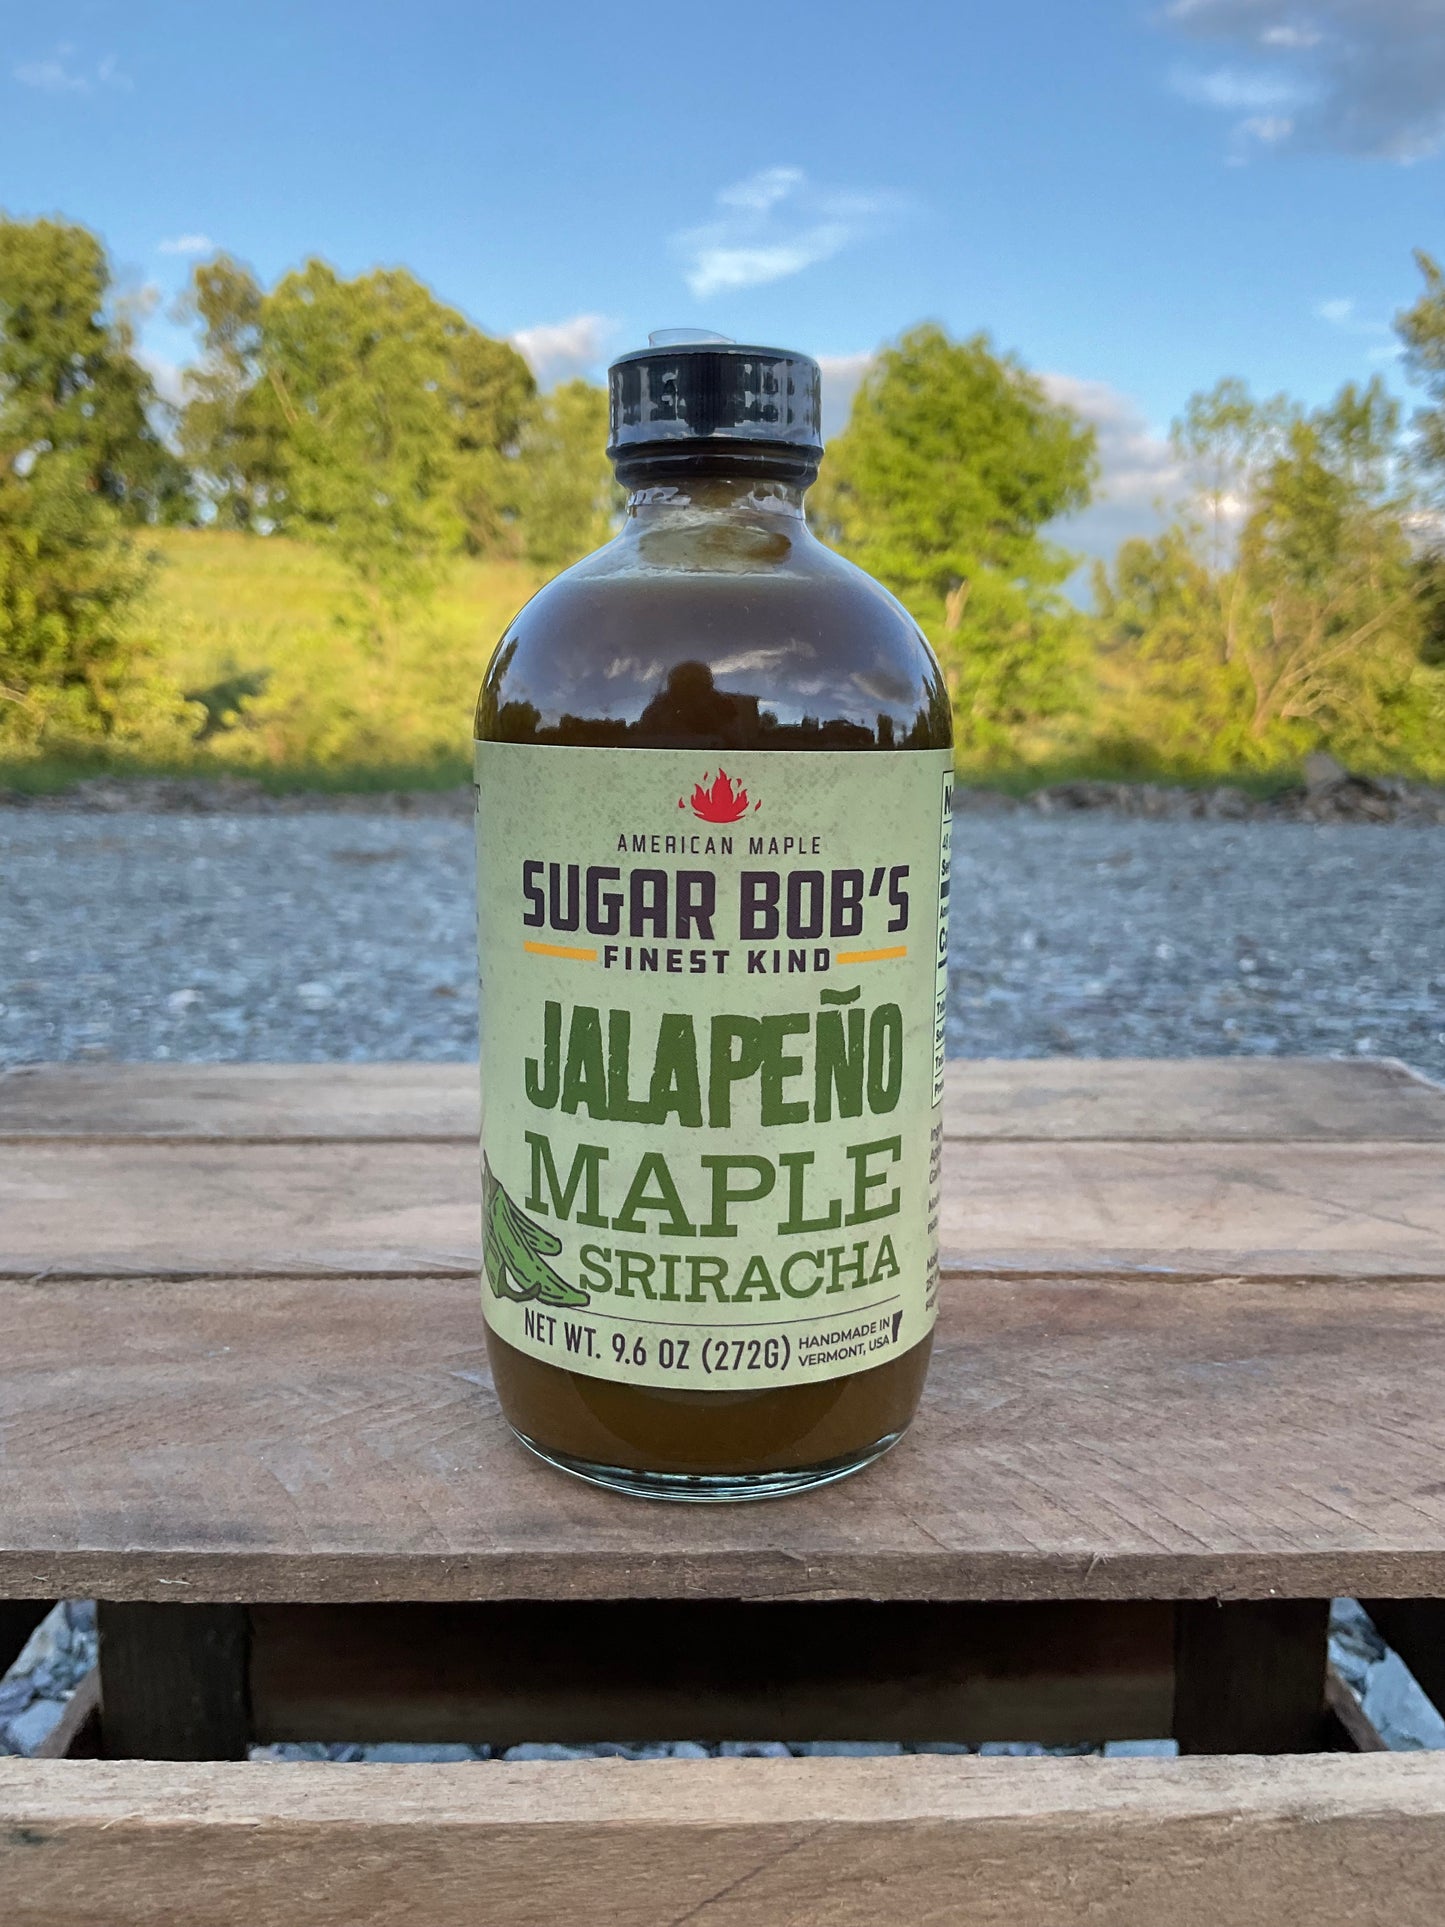 AMERICAN MAPLE
SUGAR BOB'S
FINEST KIND
JALAPEÑO
MAPLE
SRIRACHA
NET WT. 9.6 OZ (272G)
HANDMADE IN
VERMONT, USA